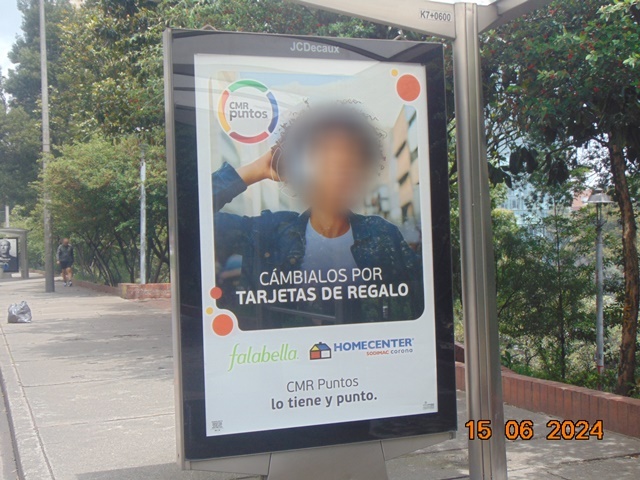 K7+0600
JCDecaux
CMR
puntos
CÁMBIALOS POR
TARJETAS DE REGALO
falabella.
HOMECENTER
SODIMAC corona
CMR Puntos
lo tiene y punto.
15 06 2024